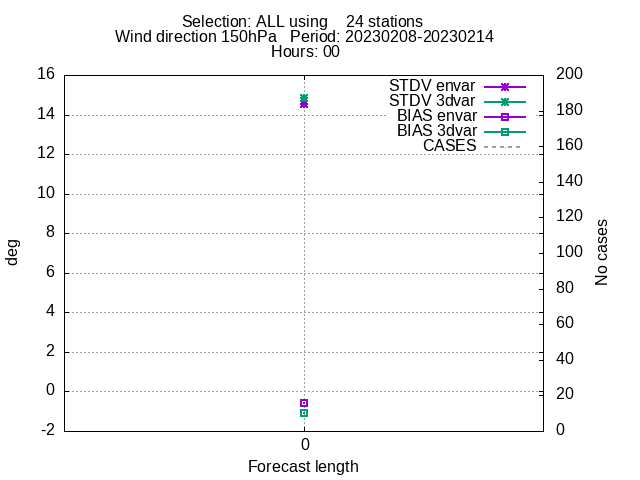 Selection: ALL using    24 stations
Wind direction 150hPa   Period: 20230208-20230214
Hours: 00
STDV envar
STDV 3dvar
BIAS envar
BIAS 3dvar
CASES
16
14
12
10
8
6
4
2
0
-2
deg
200
180
160
140
120
100
80
60
40
20
0
No cases
0
Forecast length